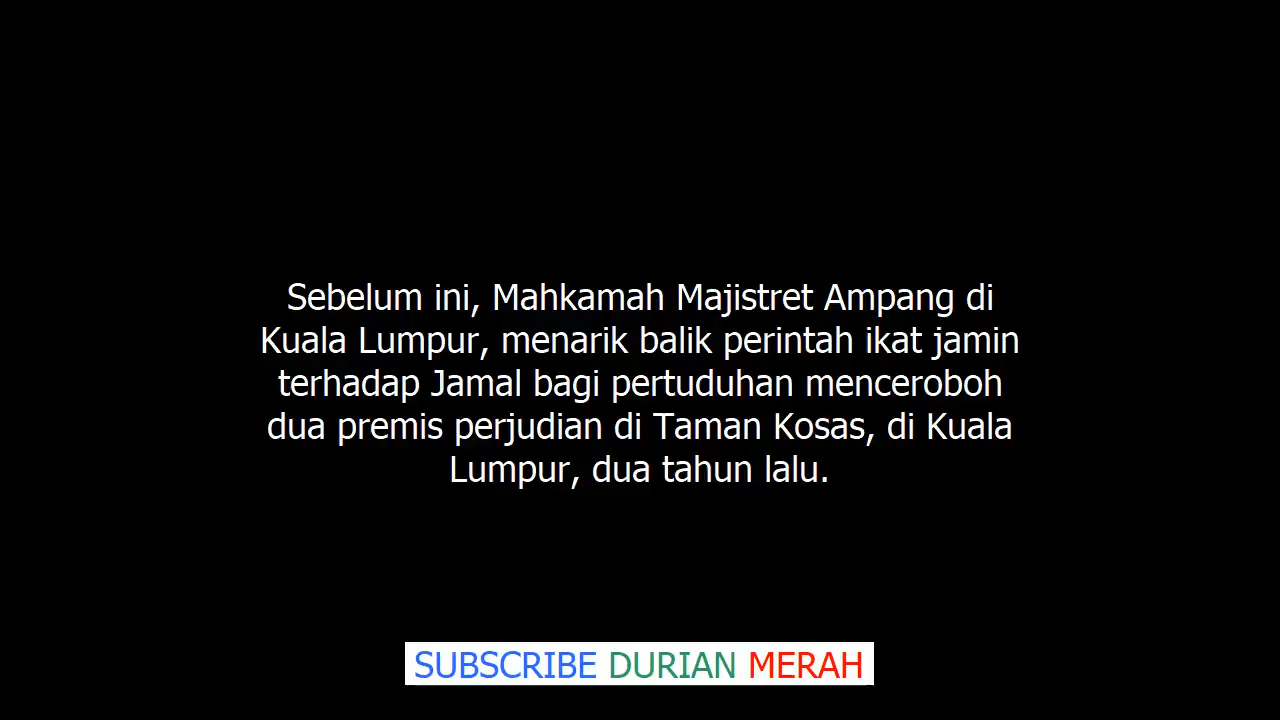 Sebelum ini, Mahkamah Majistret Ampang di
Kuala Lumpur, menarik balik perintah ikat jamin
terhadap Jamal bagi pertuduhan menceroboh
dua premis perjudian di Taman Kosas, di Kuala
Lumpur, dua tahun lalu.
SUBSCRIBE DURIAN MERAH